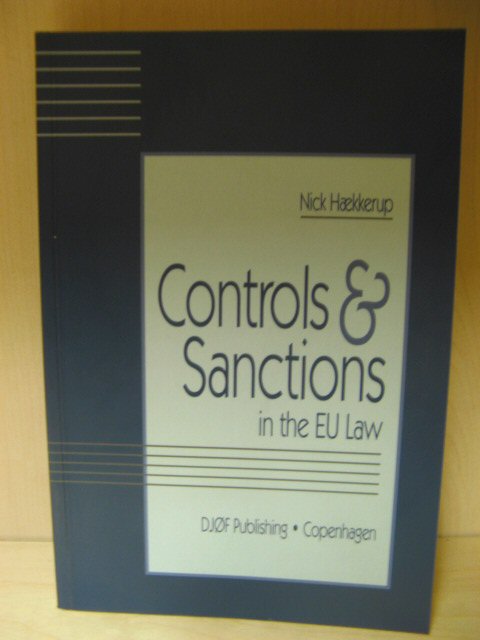 Nick Hækkerup
Controls &
Sanctions
in the EU Law
DJØF Publishing • Copenhagen